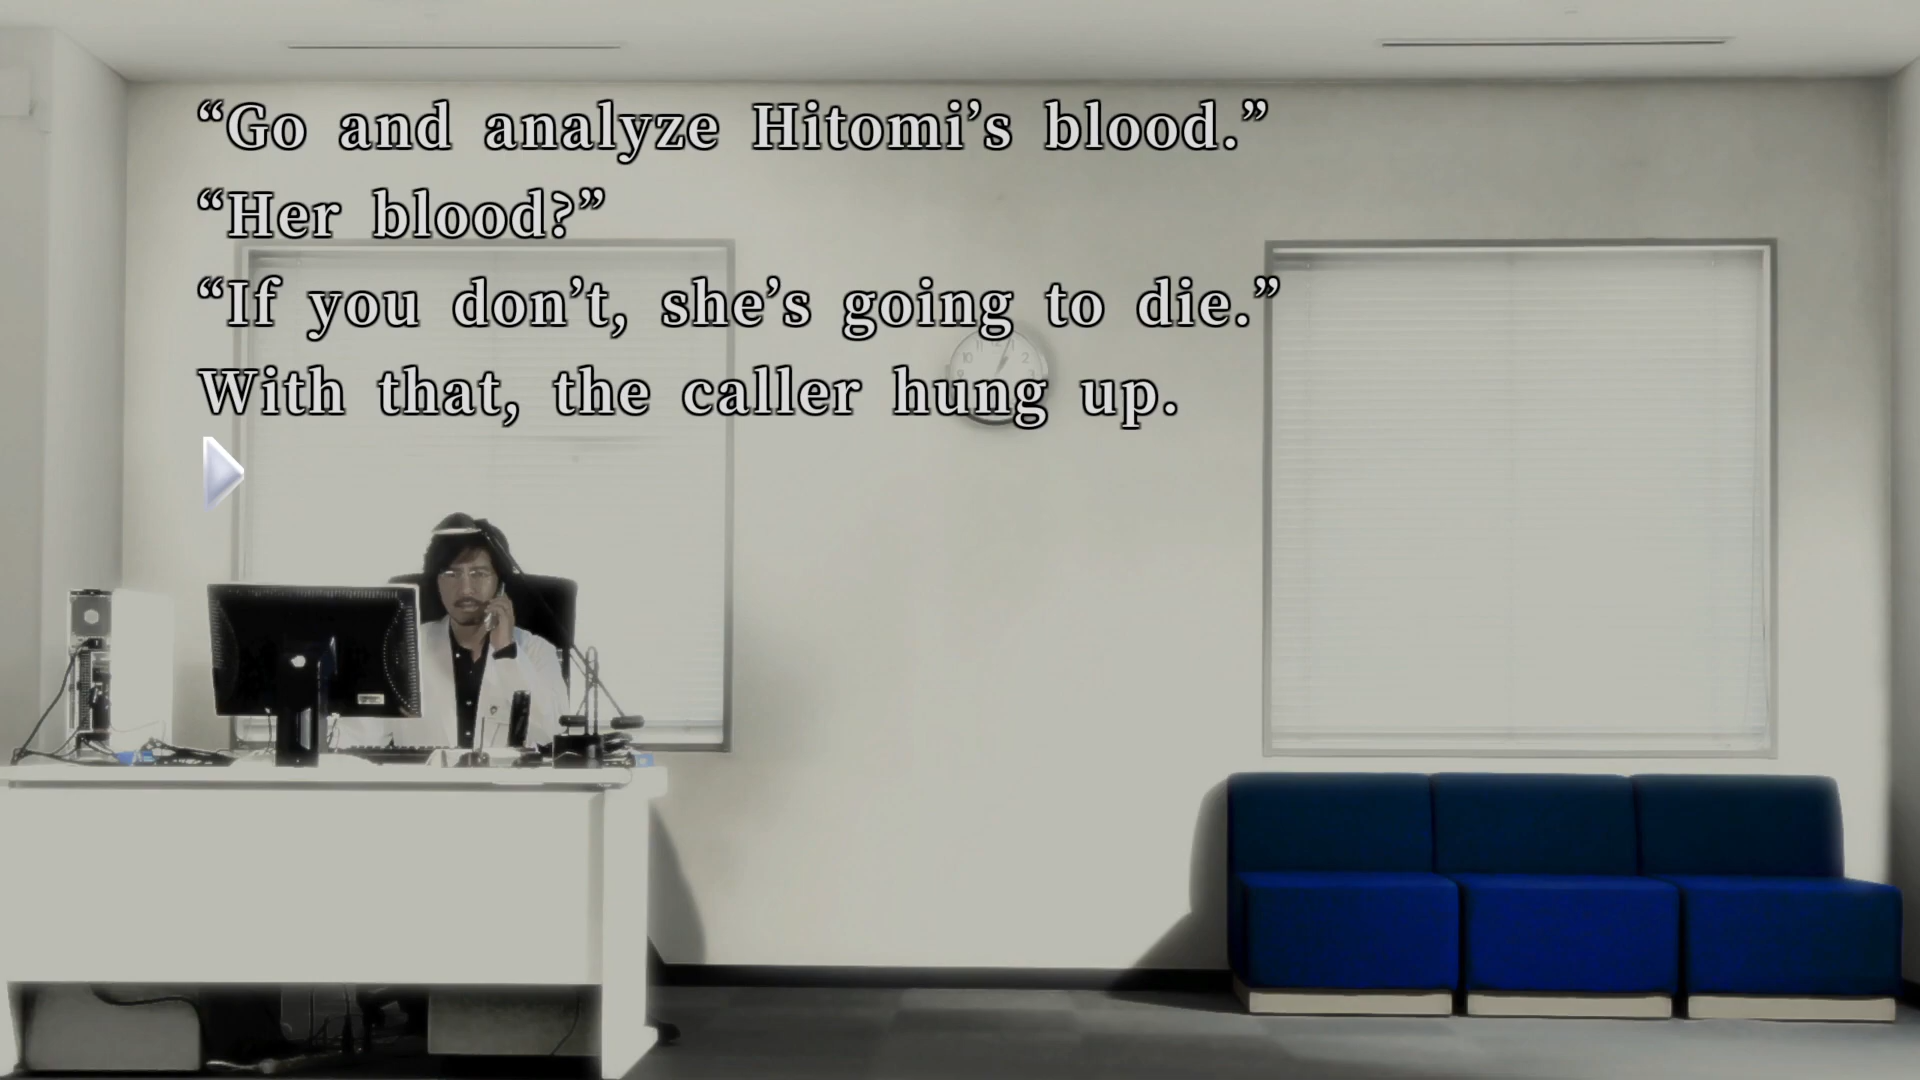 “Go and analyze Hitomi’s blood.”
“Her blood?”
“If you don’t, she’s going to die.”
With that, the caller hung up.